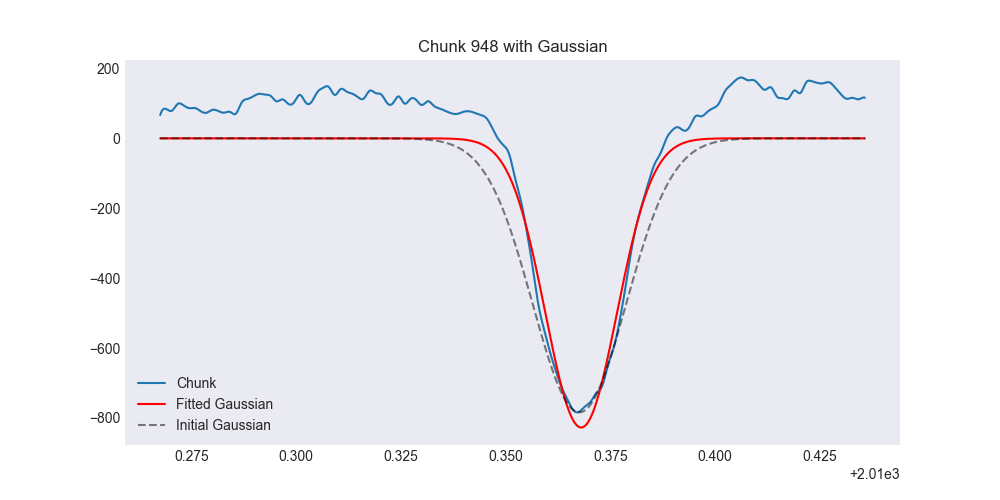 Chunk 948 with Gaussian
200
0
−200
−400
−600
−800
Chunk
Fitted Gaussian
Initial Gaussian
0.275 0.300 0.325 0.350 0.375 0.400 0.425
+2.01e3